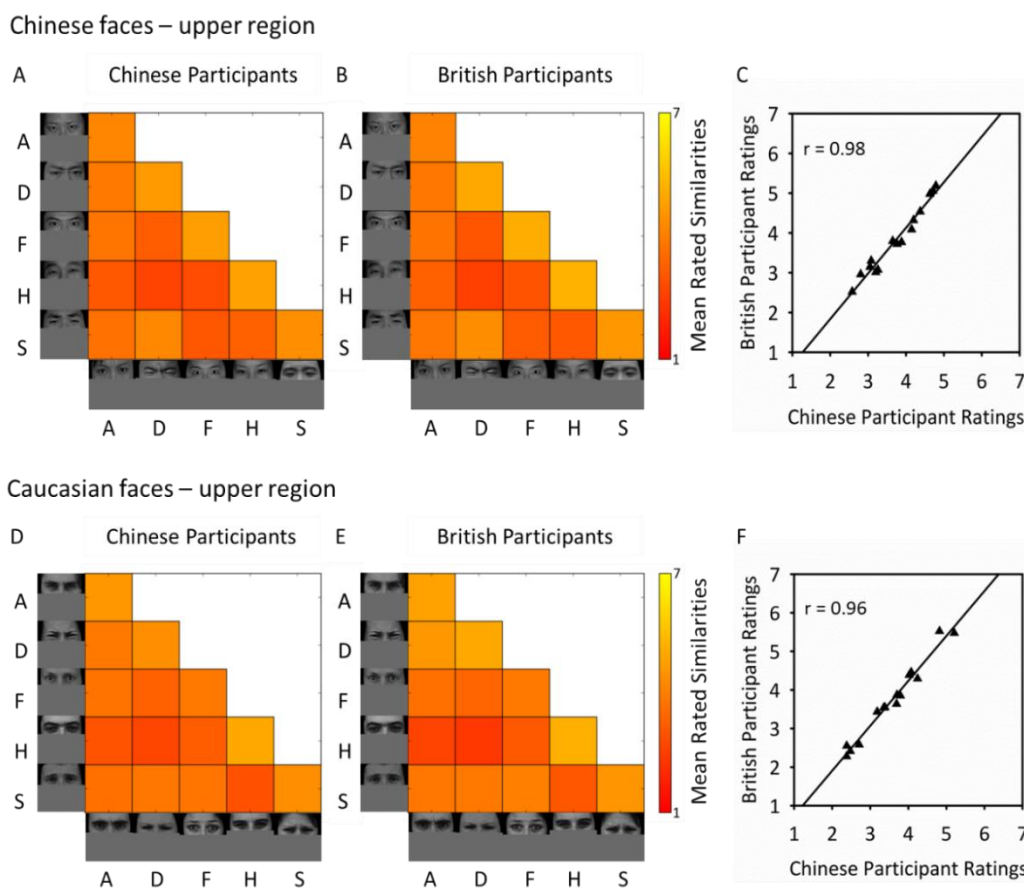 Chinese faces – upper region
A Chinese Participants B British Participants C
A
D
F
H
S
A D F H S
A
D
F
H
S
A D F H S
7
Mean Rated Similarities
1
r = 0.98
British Participant Ratings
7
6
5
4
3
2
1
1 2 3 4 5 6 7
Chinese Participant Ratings
Caucasian faces – upper region
D Chinese Participants E British Participants F
A
D
F
H
S
A D F H S
A
D
F
H
S
A D F H S
7
Mean Rated Similarities
1
r = 0.96
British Participant Ratings
7
6
5
4
3
2
1
1 2 3 4 5 6 7
Chinese Participant Ratings